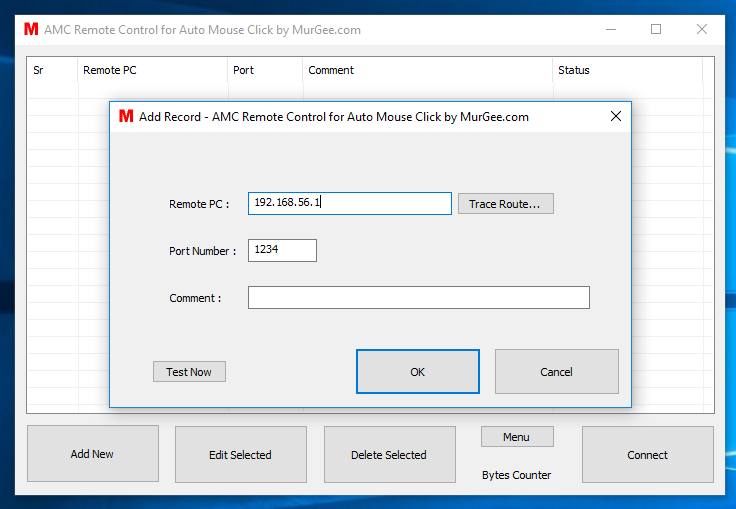 M AMC Remote Control for Auto Mouse Click by MurGee.com
Sr Remote PC Port Comment Status
M Add Record - AMC Remote Control for Auto Mouse Click by MurGee.com
Remote PC : 192.168.56.1 Trace Route...
Port Number : 1234
Comment :
Test Now OK Cancel
Add New Edit Selected Delete Selected Menu Connect
Bytes Counter